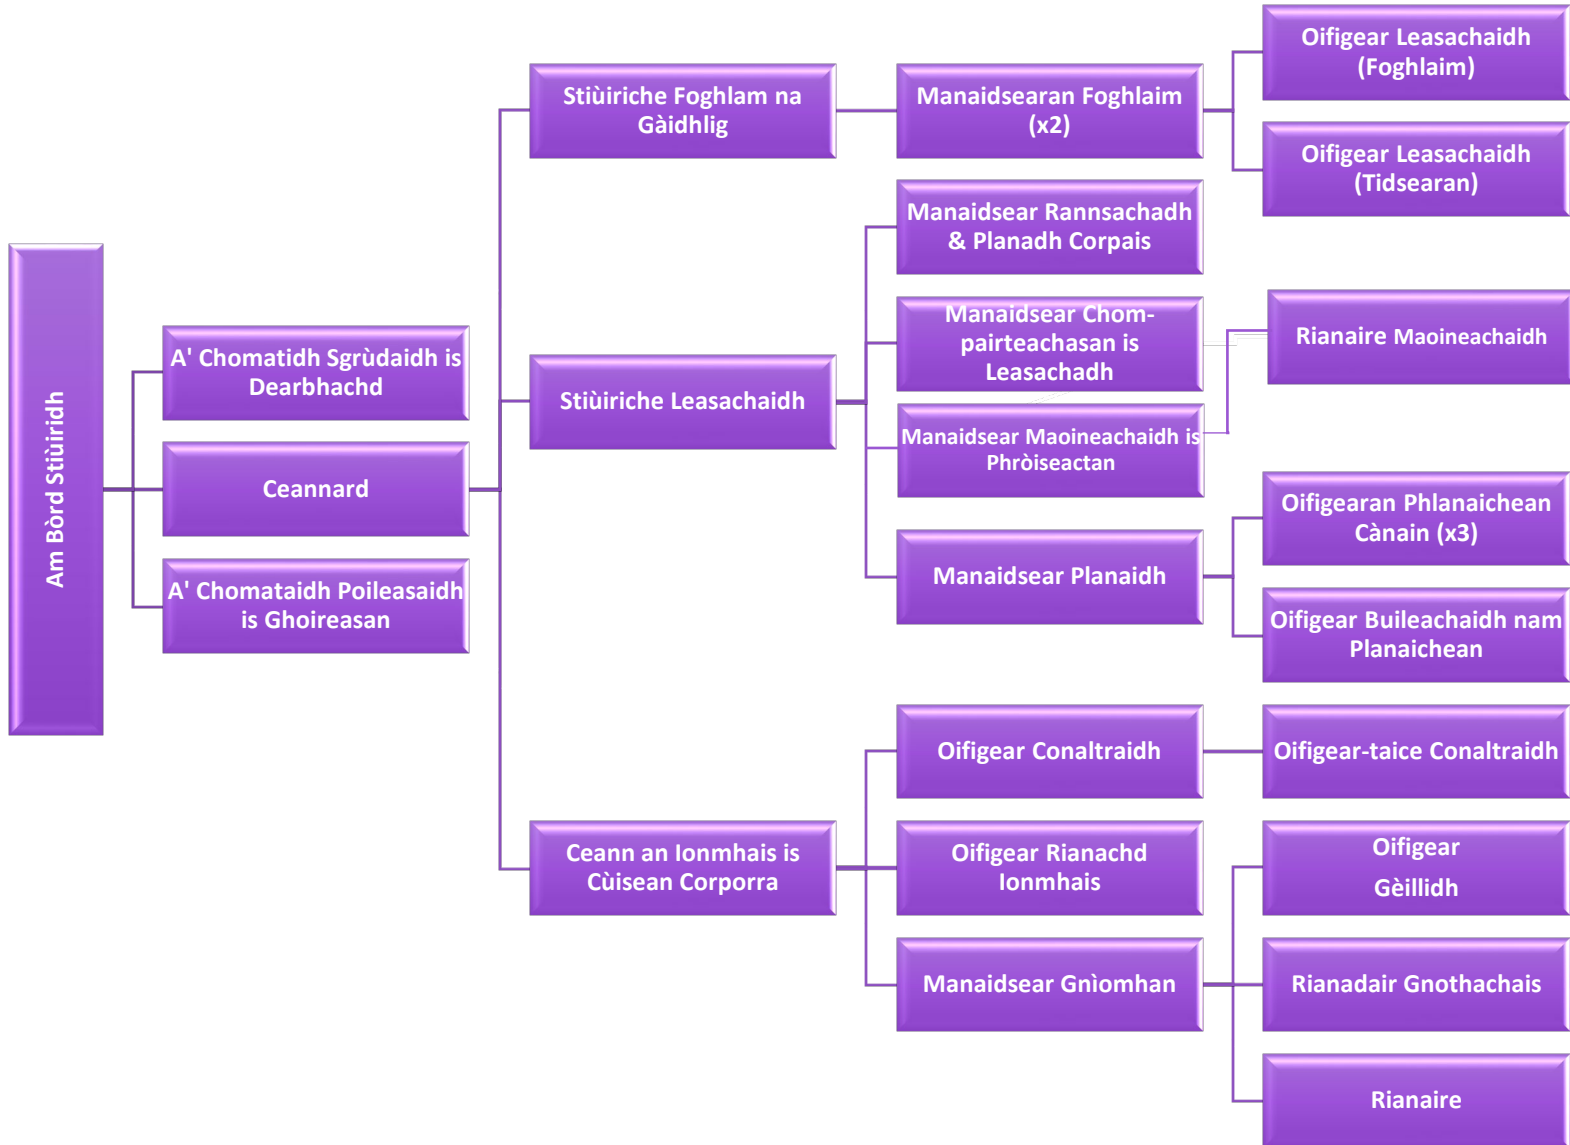 Am Bòrd Stiùiridh
A' Chomatidh Sgrùdaidh is
Dearbhachd
Ceannard
A' Chomataidh Poileasaidh
is Ghoireasan
Stiùiriche Foghlam na
Gàidhlig
Manaidsearan Foghlaim
(x2)
Oifigear Leasachaidh
(Foghlaim)
Oifigear Leasachaidh
(Tidsearan)
Stiùiriche Leasachaidh
Manaidsear Rannsachadh
& Planadh Corpais
Manaidsear Chom-
pairteachasan is
Leasachadh
Manaidsear Maoineachaidh is
Phròiseactan
Rianaire Maoineachaidh
Manaidsear Planaidh
Oifigearan Phlanaichean
Cànain (x3)
Oifigear Buileachaidh nam
Planaichean
Ceann an Ionmhais is
Cùisean Corporra
Oifigear Conaltraidh
Oifigear-taice Conaltraidh
Oifigear Rianachd
Ionmhais
Manaidsear Gnìomhan
Oifigear
Gèillidh
Rianadair Gnothachais
Rianaire